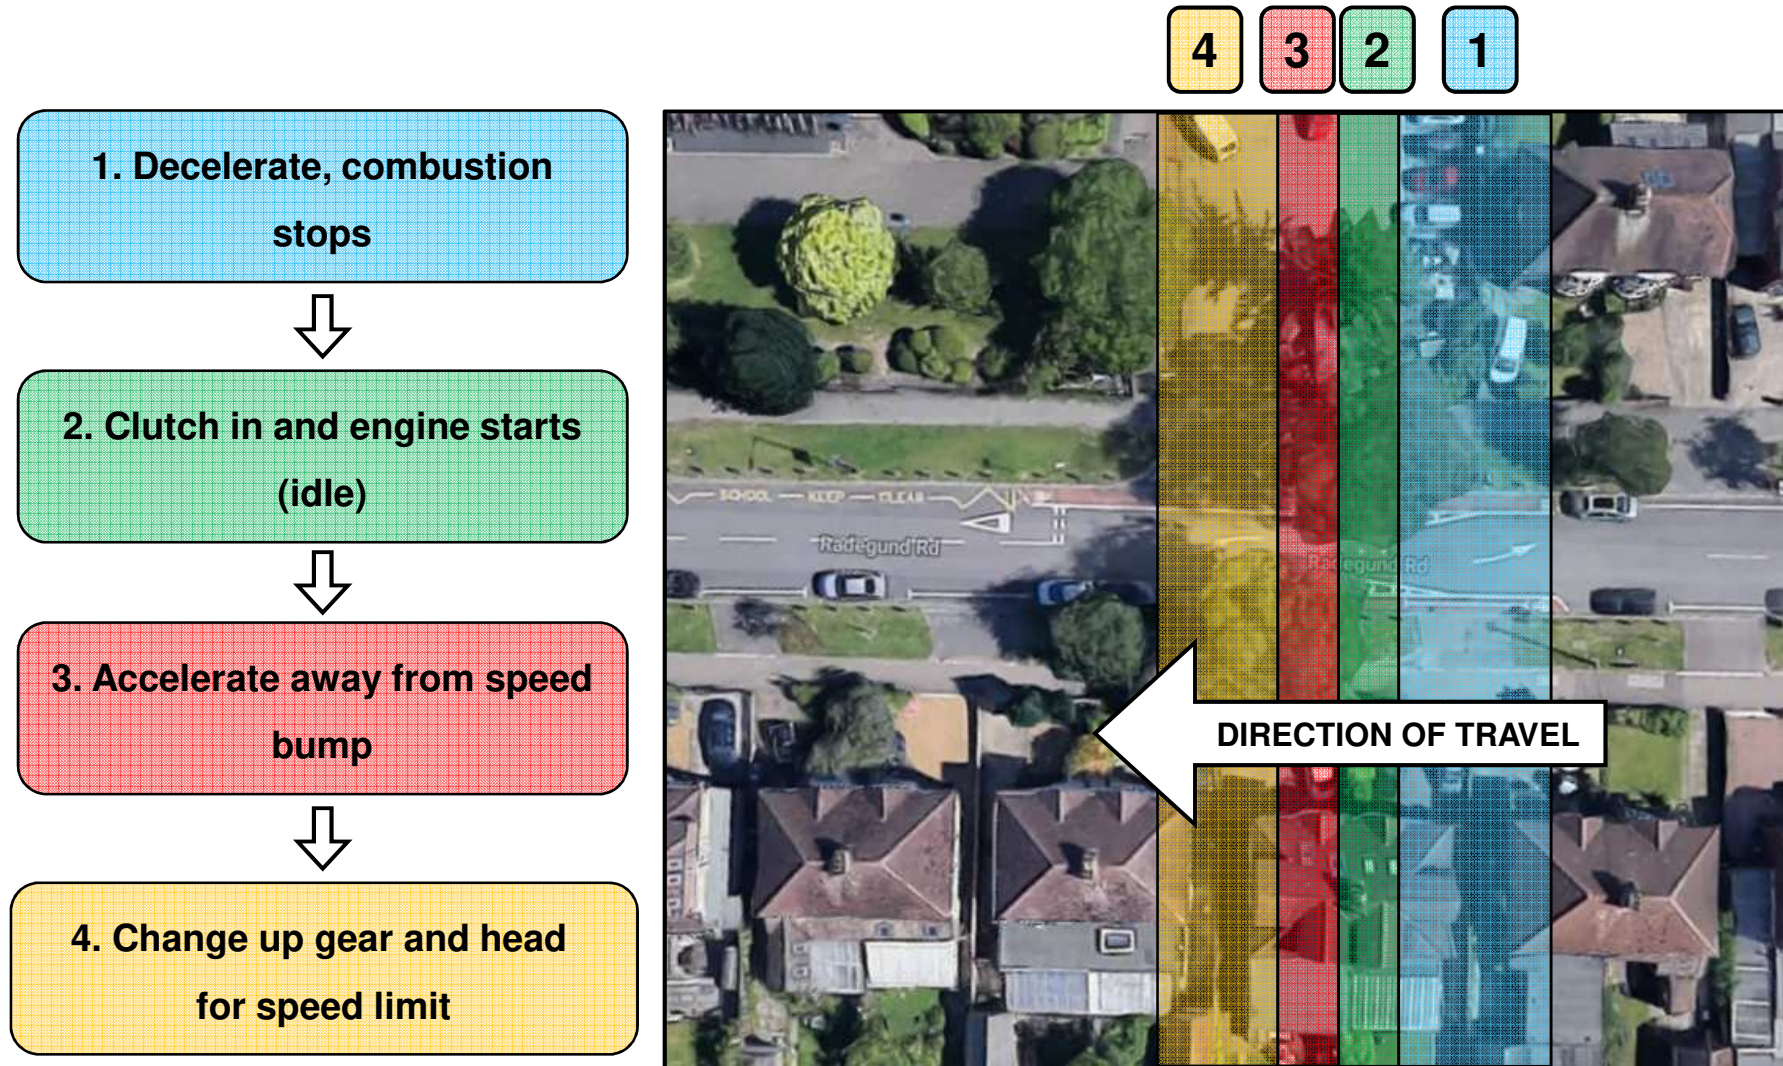 4 3 2 1
1. Decelerate, combustion
stops
2. Clutch in and engine starts
(idle)
3. Accelerate away from speed
bump
4. Change up gear and head
for speed limit
SCHOOL KEEP CLEAR
Radegund Rd
Radegund Rd
DIRECTION OF TRAVEL